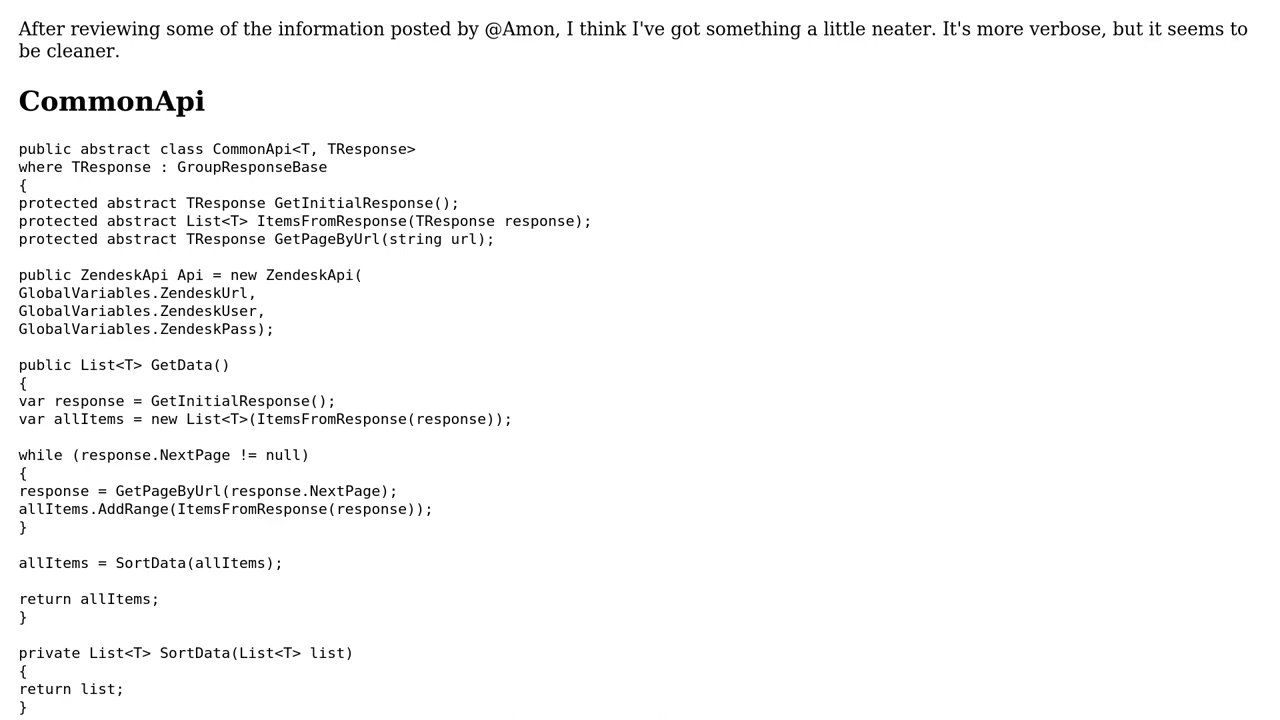 After reviewing some of the information posted by @Amon, I think I've got something a little neater. It's more verbose, but it seems to
be cleaner.
CommonApi
public abstract class CommonApi<T, TResponse>
where TResponse : GroupResponseBase
{
protected abstract TResponse GetInitialResponse();
protected abstract List<T> ItemsFromResponse(TResponse response);
protected abstract TResponse GetPageByUrl(string url);
public ZendeskApi Api = new ZendeskApi(
GlobalVariables.ZendeskUrl,
GlobalVariables.ZendeskUser,
GlobalVariables.ZendeskPass);
public List<T> GetData()
{
var response = GetInitialResponse();
var allItems = new List<T>(ItemsFromResponse(response));
while (response.NextPage != null)
{
response = GetPageByUrl(response.NextPage);
allItems.AddRange(ItemsFromResponse(response));
}
allItems = SortData(allItems);
return allItems;
}
private List<T> SortData(List<T> list)
{
return list;
}